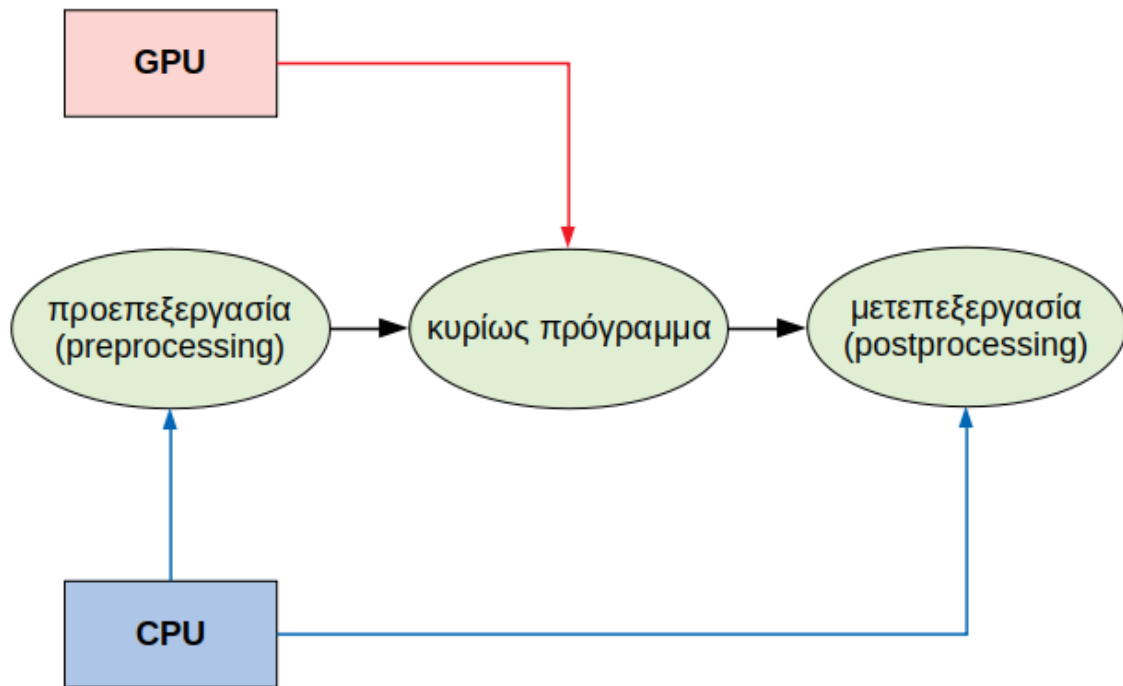 GPU
προεπεξεργασία
(preprocessing)
κυρίως πρόγραμμα
μετεπεξεργασία
(postprocessing)
CPU